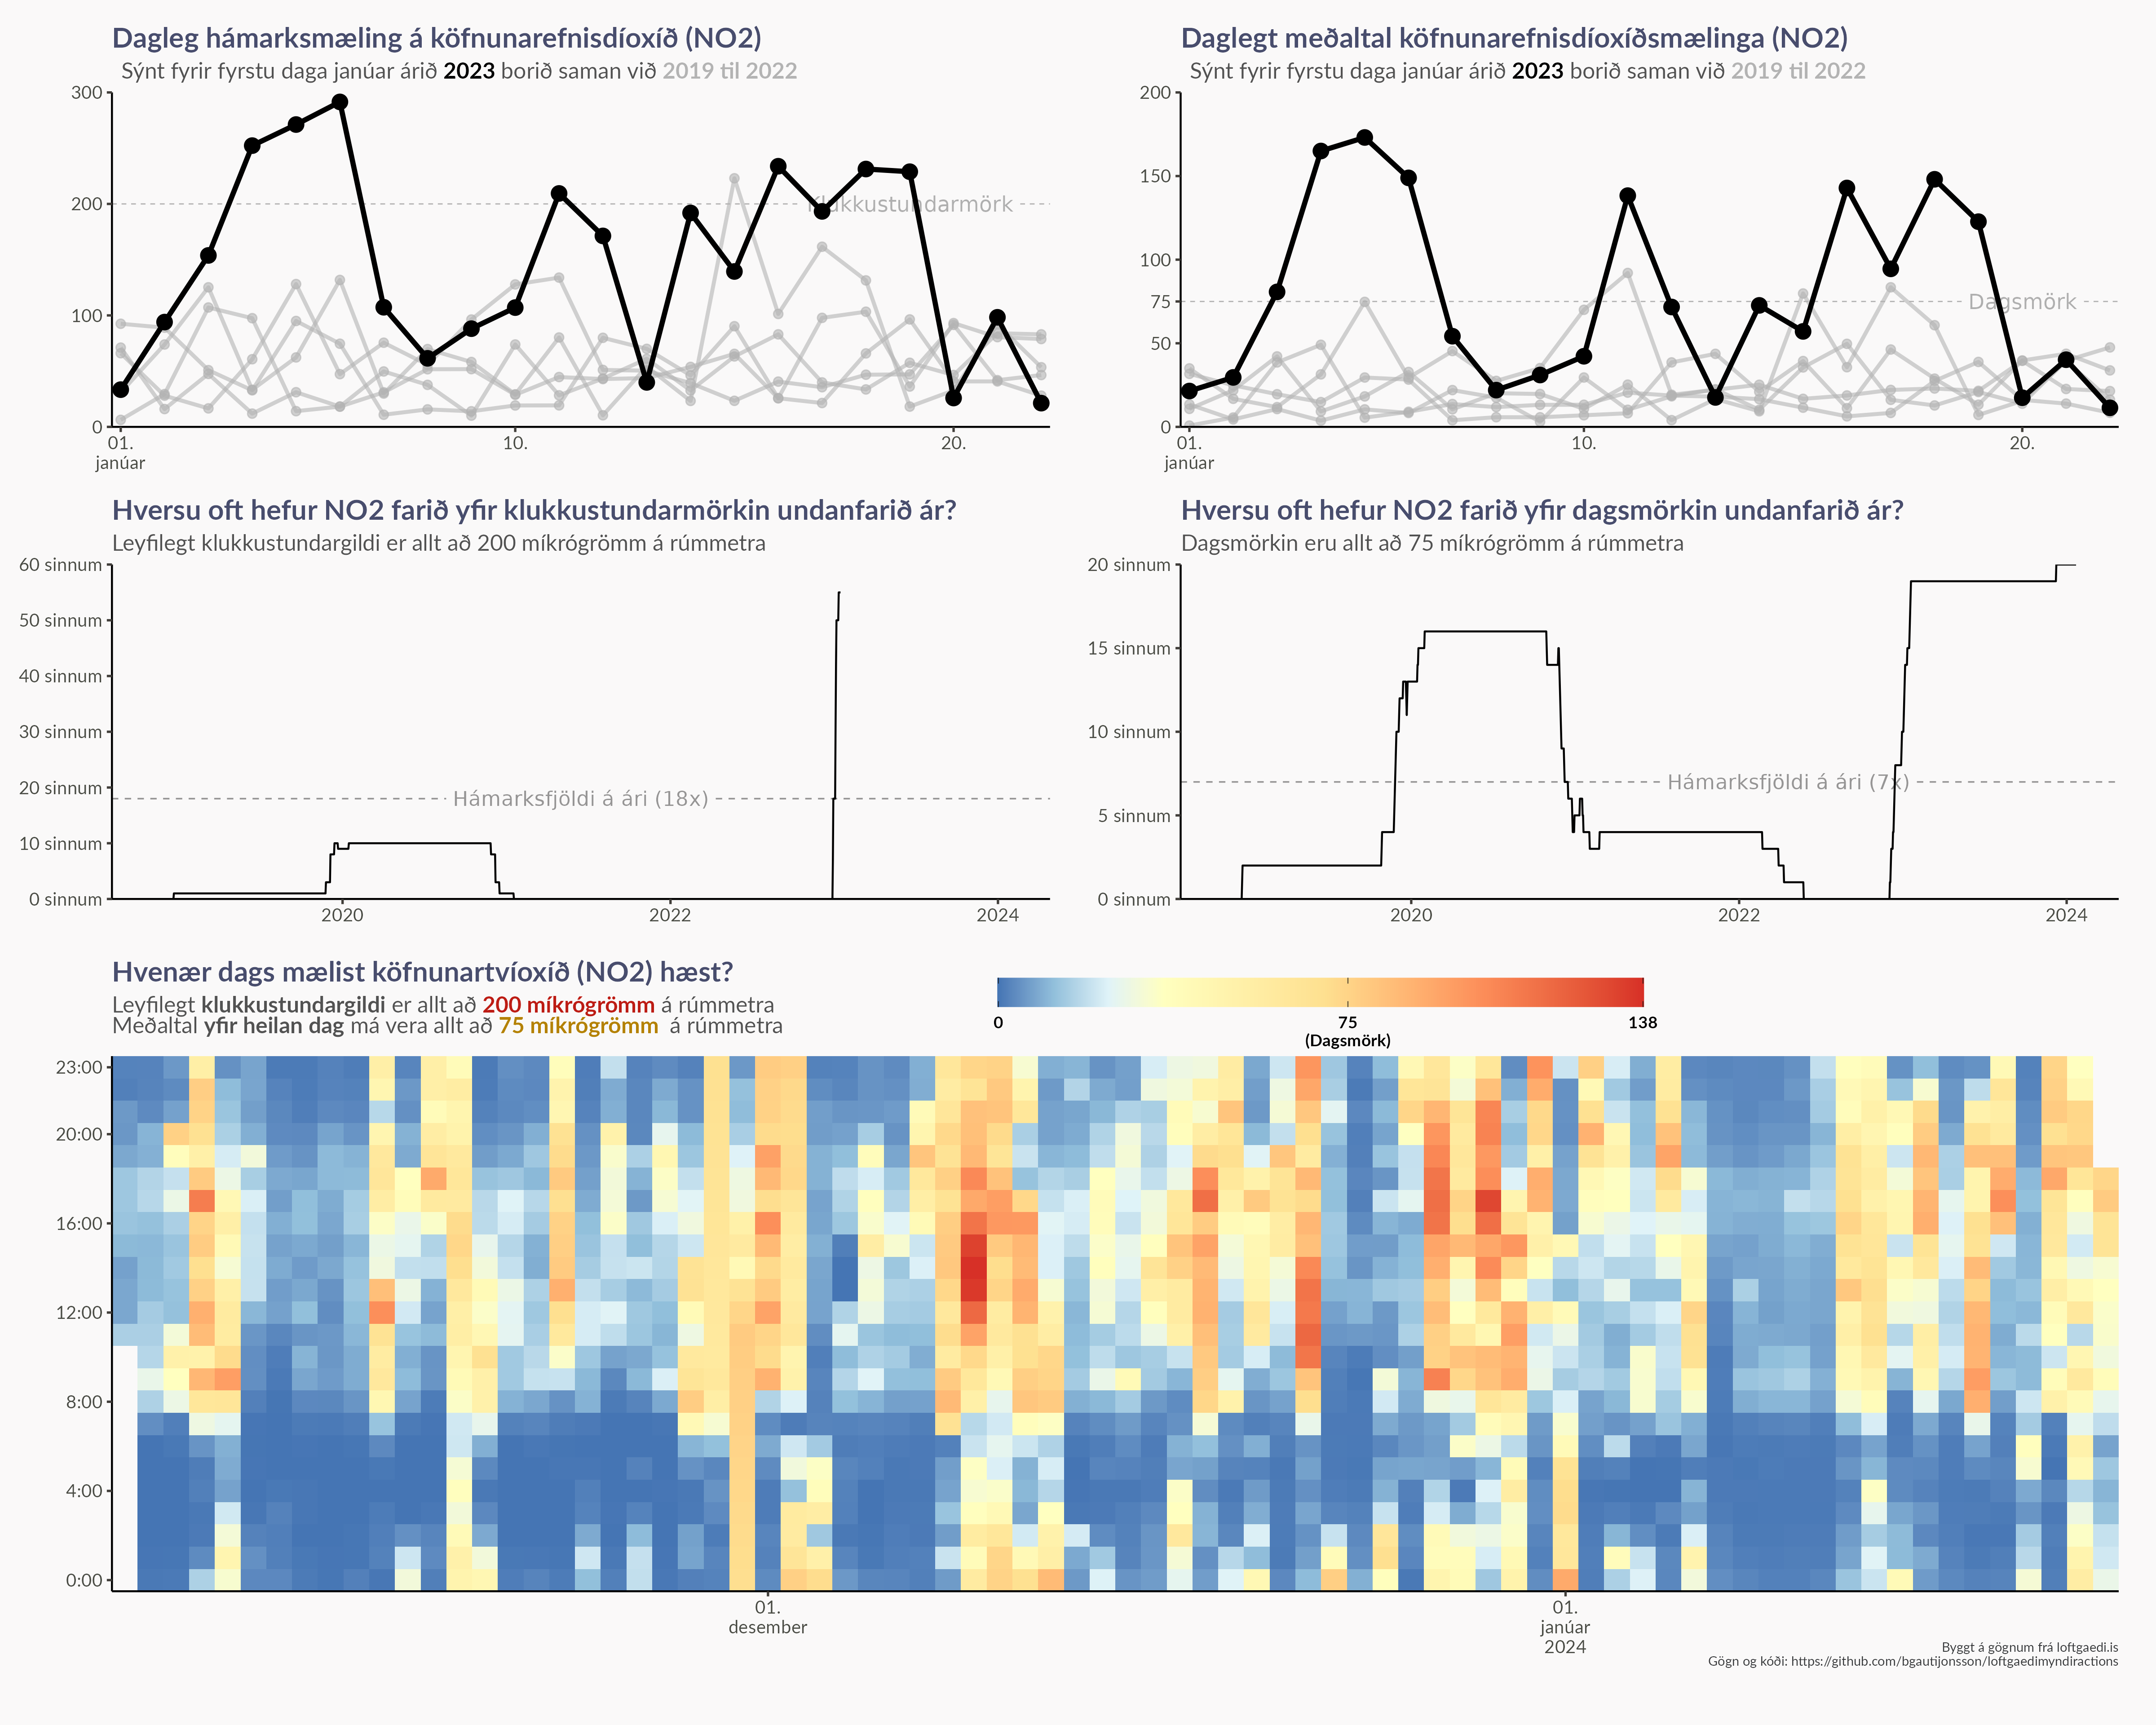 Dagleg hámarksmæling á köfnunarefnisdíoxíð (NO2)
Sýnt fyrir fyrstu daga janúar árið 2023 borið saman við 2019 til 2022
300
200
100
0
Klukkustundarmörk
01.
janúar
10.
20.
Daglegt meðaltal köfnunarefnisdíoxíðsmælinga (NO2)
Sýnt fyrir fyrstu daga janúar árið 2023 borið saman við 2019 til 2022
200
150
100
75
50
0
Dagsmörk
01.
janúar
10.
20.
Hversu oft hefur NO2 farið yfir klukkustundarmörkin undanfarið ár?
Leyfilegt klukkustundargildi er allt að 200 míkrógrömm á rúmmetra
60 sinnum
50 sinnum
40 sinnum
30 sinnum
20 sinnum
10 sinnum
0 sinnum
Hámarksfjöldi á ári (18x)
2020
2022
2024
Hversu oft hefur NO2 farið yfir dagsmörkin undanfarið ár?
Dagsmörkin eru allt að 75 míkrógrömm á rúmmetra
20 sinnum
15 sinnum
10 sinnum
5 sinnum
0 sinnum
Hámarksfjöldi á ári (7x)
2020
2022
2024
Hvenær dags mælist köfnunartvíoxíð (NO2) hæst?
Leyfilegt klukkustundargildi er allt að 200 míkrógrömm á rúmmetra
Meðaltal yfir heilan dag má vera allt að 75 míkrógrömm á rúmmetra
0
75
(Dagsmörk)
138
23:00
20:00
16:00
12:00
8:00
4:00
0:00
01.
desember
01.
janúar
2024
Byggt á gögnum frá loftgaedi.is
Gögn og kóði: https://github.com/bgautijonsson/loftgaedimyndiractions